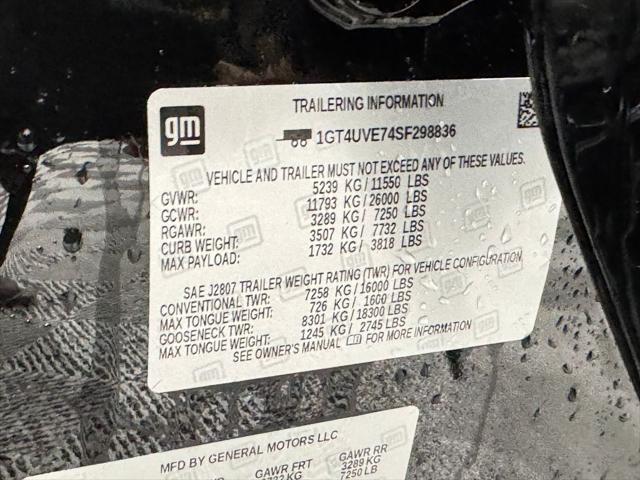 gm
TRAILERING INFORMATION
1GT4UVE74SF298836
VEHICLE AND TRAILER MUST NOT EXCEED ANY OF THESE VALUES.
GVWR: 5239 KG / 11550 LBS
GCWR: 11793 KG / 26000 LBS
RGAWR: 3289 KG / 7250 LBS
CURB WEIGHT: 3507 KG / 7732 LBS
MAX PAYLOAD: 1732 KG / 3818 LBS
SAE J2807 TRAILER WEIGHT RATING (TWR) FOR VEHICLE CONFIGURATION
CONVENTIONAL TWR: 7258 KG / 16000 LBS
MAX TONGUE WEIGHT: 726 KG / 1600 LBS
GOOSENECK TWR: 8301 KG / 18300 LBS
MAX TONGUE WEIGHT: 1245 KG / 2745 LBS
SEE OWNER'S MANUAL FOR MORE INFORMATION
MFD BY GENERAL MOTORS LLC
GAWR FRT GAWR RR
KG 3289 KG
7250 LB